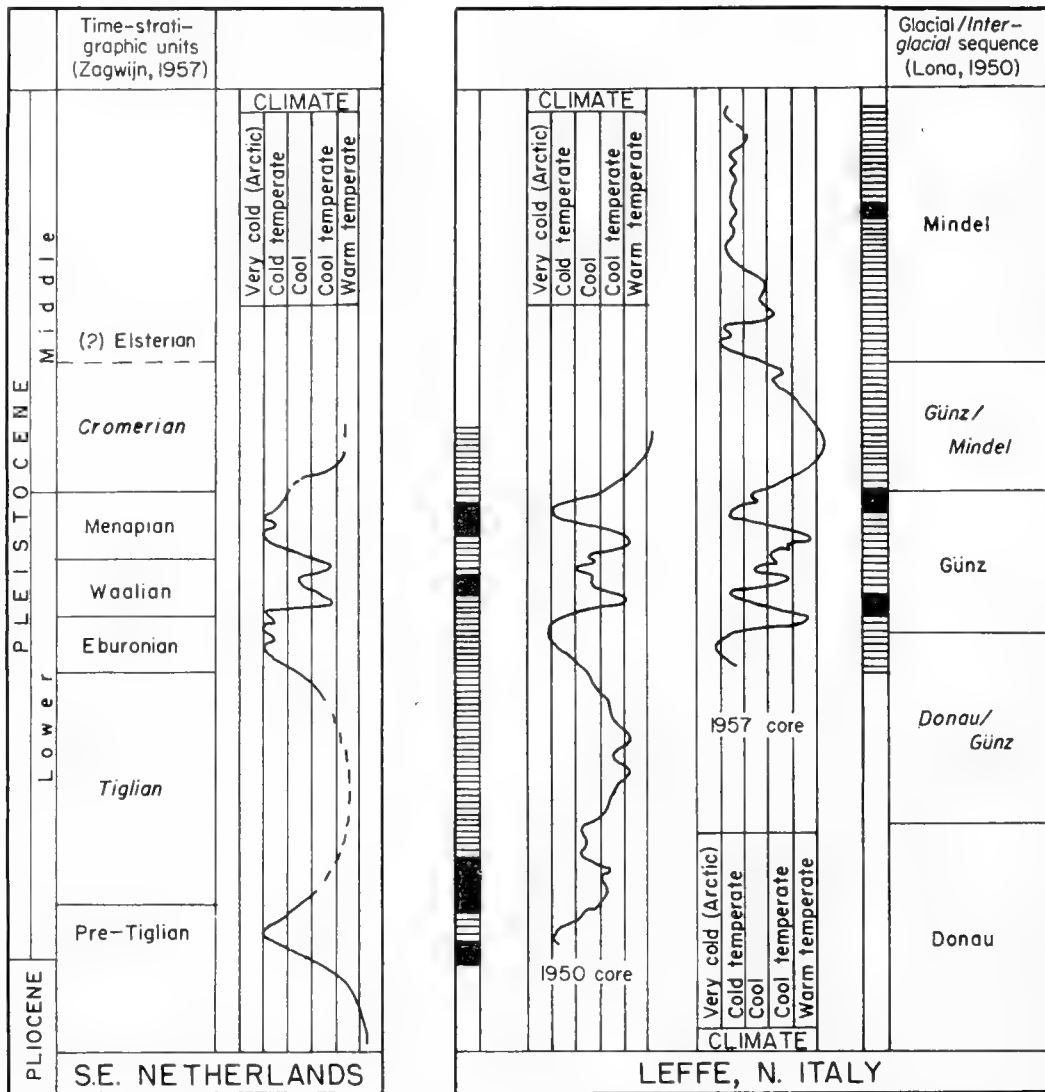 Time-strati-
graphic units
(Zagwijn, 1957)
Glacial/Inter-
glacial sequence
(Lona, 1950)
PLEISTOCENE
PLIOCENE
Middle
Lower
(?) Elsterian
Cromerian
Menapian
Waalian
Eburonian
Tiglian
Pre-Tiglian
CLIMATE
Very cold (Arctic)
Cold temperate
Cool
Cool temperate
Warm temperate
S.E. NETHERLANDS
CLIMATE
Very cold (Arctic)
Cold temperate
Cool
Cool temperate
Warm temperate
1950 core
1957 core
Very cold (Arctic)
Cold temperate
Cool
Cool temperate
Warm temperate
CLIMATE
Mindel
Günz/
Mindel
Günz
Donau/
Günz
Donau
LEFFE, N. ITALY